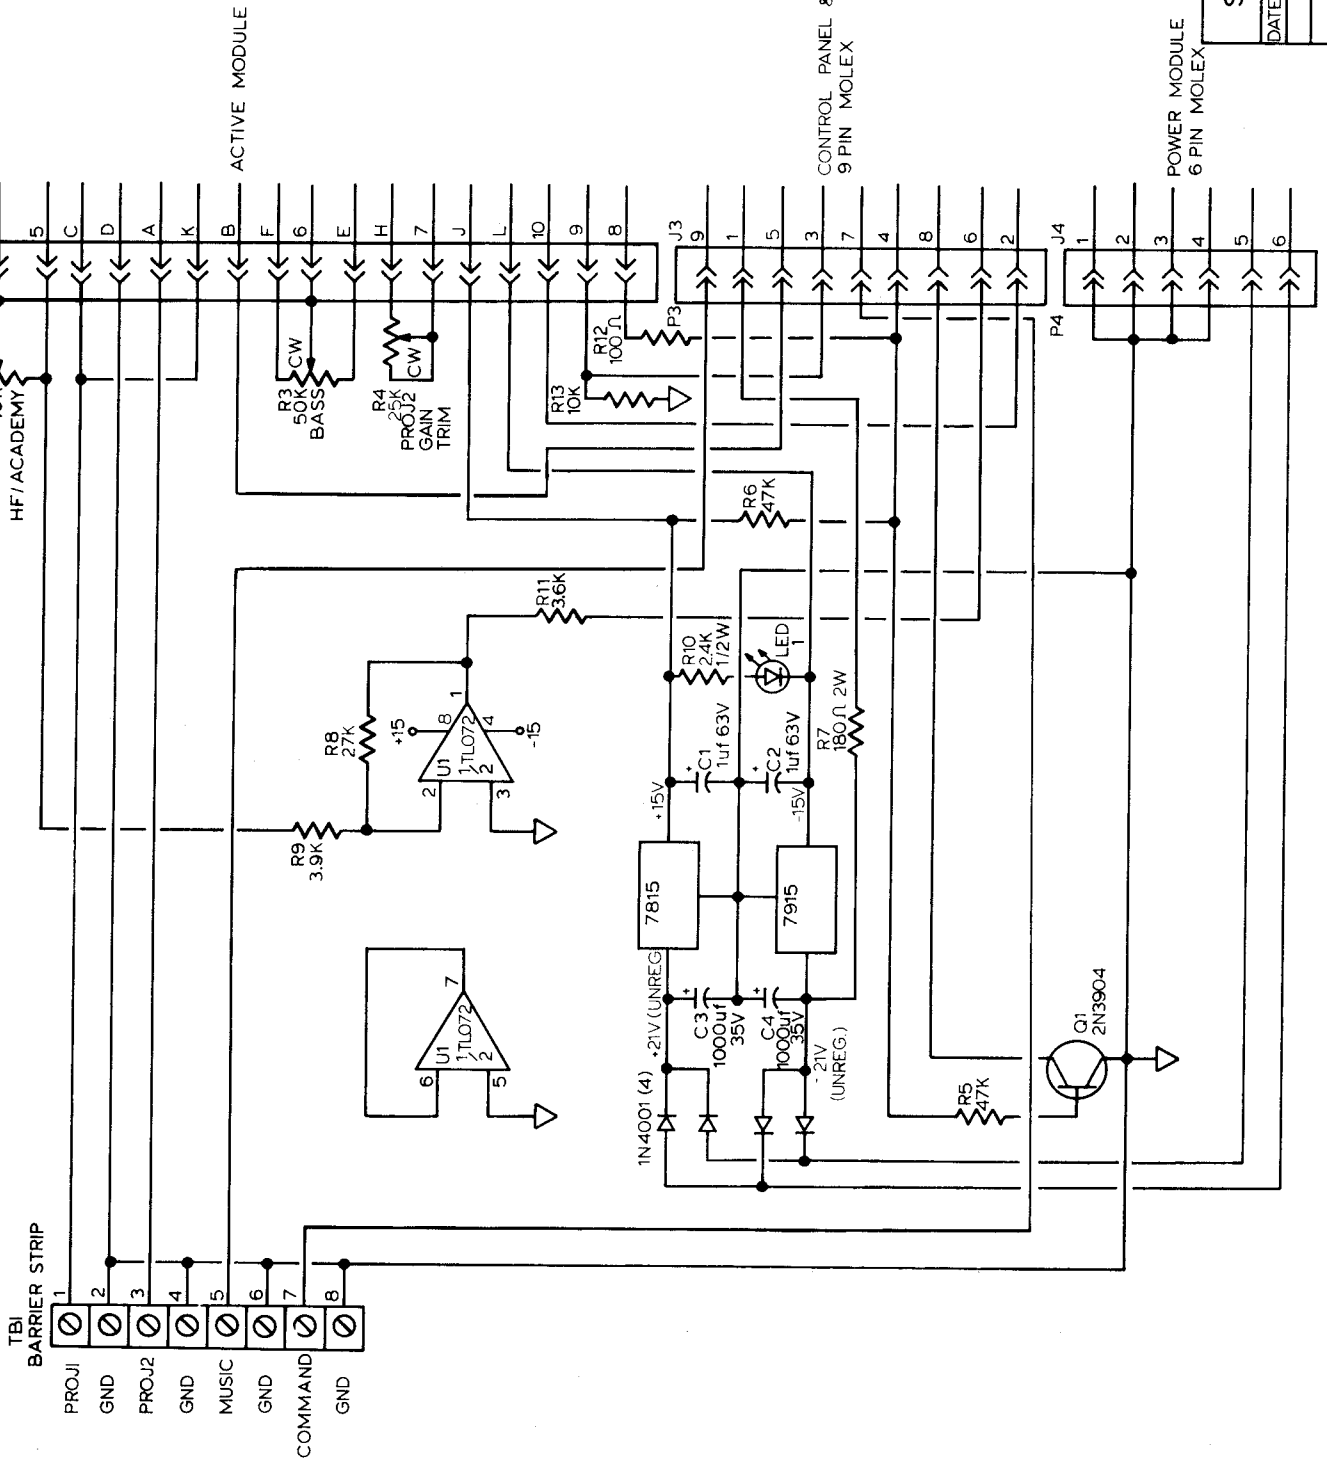 HF/ACADEMY
5
C
D
A
K
B
F
6
E
H
7
J
L
10
9
8
ACTIVE MODULE
R3
50K
BASS
CW
R4
25K
PROJ2
GAIN
TRIM
CW
R13
10K
R12
100Ω
P3
J3
9
1
5
3
7
4
8
6
2
CONTROL PANEL &
9 PIN MOLEX
J4
1
2
3
4
5
6
P4
POWER MODULE
6 PIN MOLEX
DATE
S
R6
47K
R11
3.6K
R10
2.4K
1/2W
LED
1
R8
27K
+15
8
1
4
-15
U1
1/2 TL072
2
3
R9
3.9K
+15V
C1
1uf 63V
C2
1uf 63V
-15V
R7
180Ω 2W
7815
7915
U1
1/2 TL072
7
6
5
+21V (UNREG
C3
1000uf
35V
C4
1000uf
35V
-21V
(UNREG.)
1N4001 (4)
R5
47K
Q1
2N3904
TB1
BARRIER STRIP
1
2
3
4
5
6
7
8
PROJ1
GND
PROJ2
GND
MUSIC
GND
COMMAND
GND